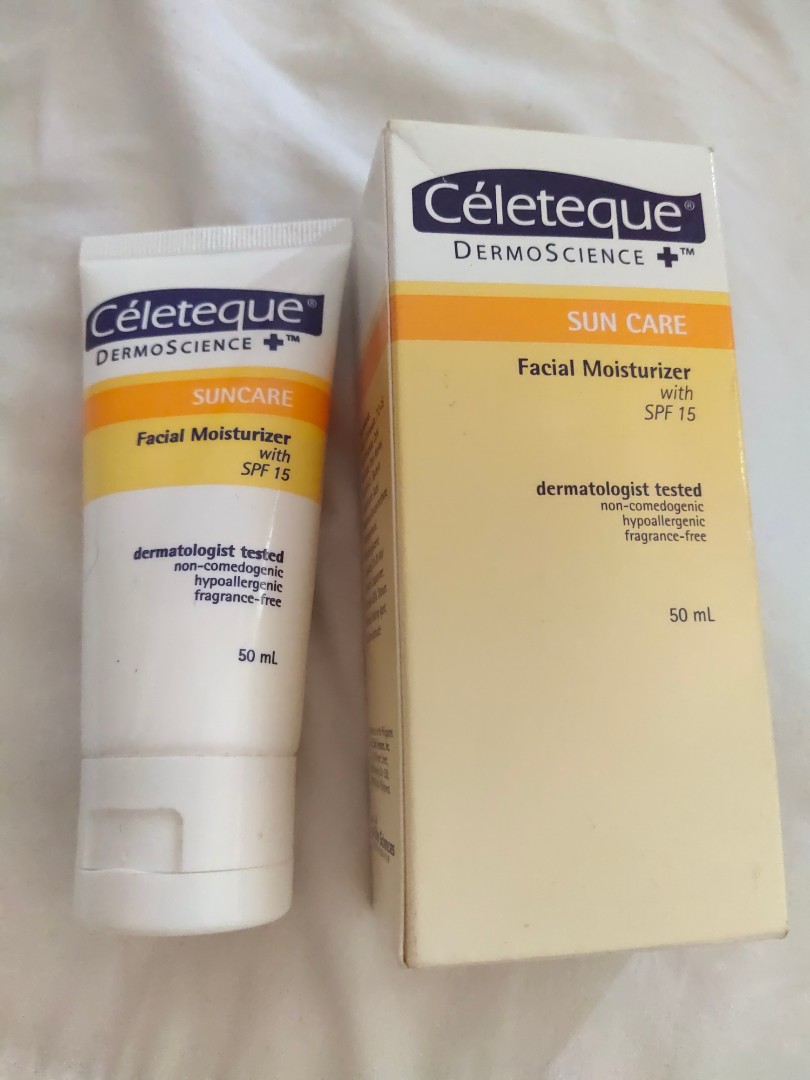 Céleteque®
DERMOSCIENCE ✚™
SUNCARE
Facial Moisturizer
with
SPF 15
dermatologist tested
non-comedogenic
hypoallergenic
fragrance-free
50 mL
Céleteque®
DERMOSCIENCE ✚™
SUN CARE
Facial Moisturizer
with
SPF 15
dermatologist tested
non-comedogenic
hypoallergenic
fragrance-free
50 mL